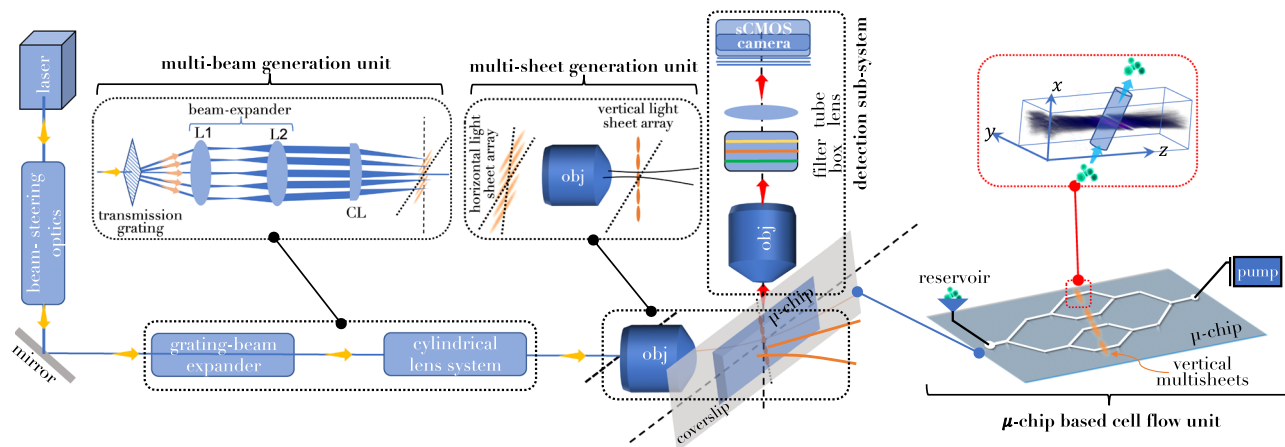 laser
beam- steering
optics
mirror
multi-beam generation unit
beam-expander
L1
L2
CL
transmission
grating
multi-sheet generation unit
horizontal light
sheet array
obj
vertical light
sheet array
grating-beam
expander
cylindrical
lens system
obj
coverslip
μ-chip
sCMOS
camera
tube
lens
filter
box
obj
detection sub-system
x
y
z
reservoir
pump
μ-chip
vertical
multisheets
μ-chip based cell flow unit